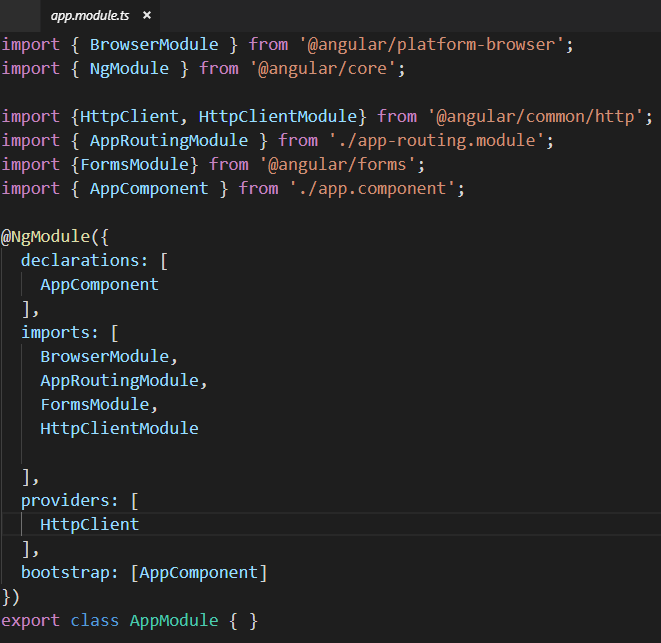 app.module.ts ×
import { BrowserModule } from '@angular/platform-browser';
import { NgModule } from '@angular/core';
import {HttpClient, HttpClientModule} from '@angular/common/http';
import { AppRoutingModule } from './app-routing.module';
import {FormsModule} from '@angular/forms';
import { AppComponent } from './app.component';
@NgModule({
declarations: [
AppComponent
],
imports: [
BrowserModule,
AppRoutingModule,
FormsModule,
HttpClientModule
],
providers: [
HttpClient
],
bootstrap: [AppComponent]
})
export class AppModule { }